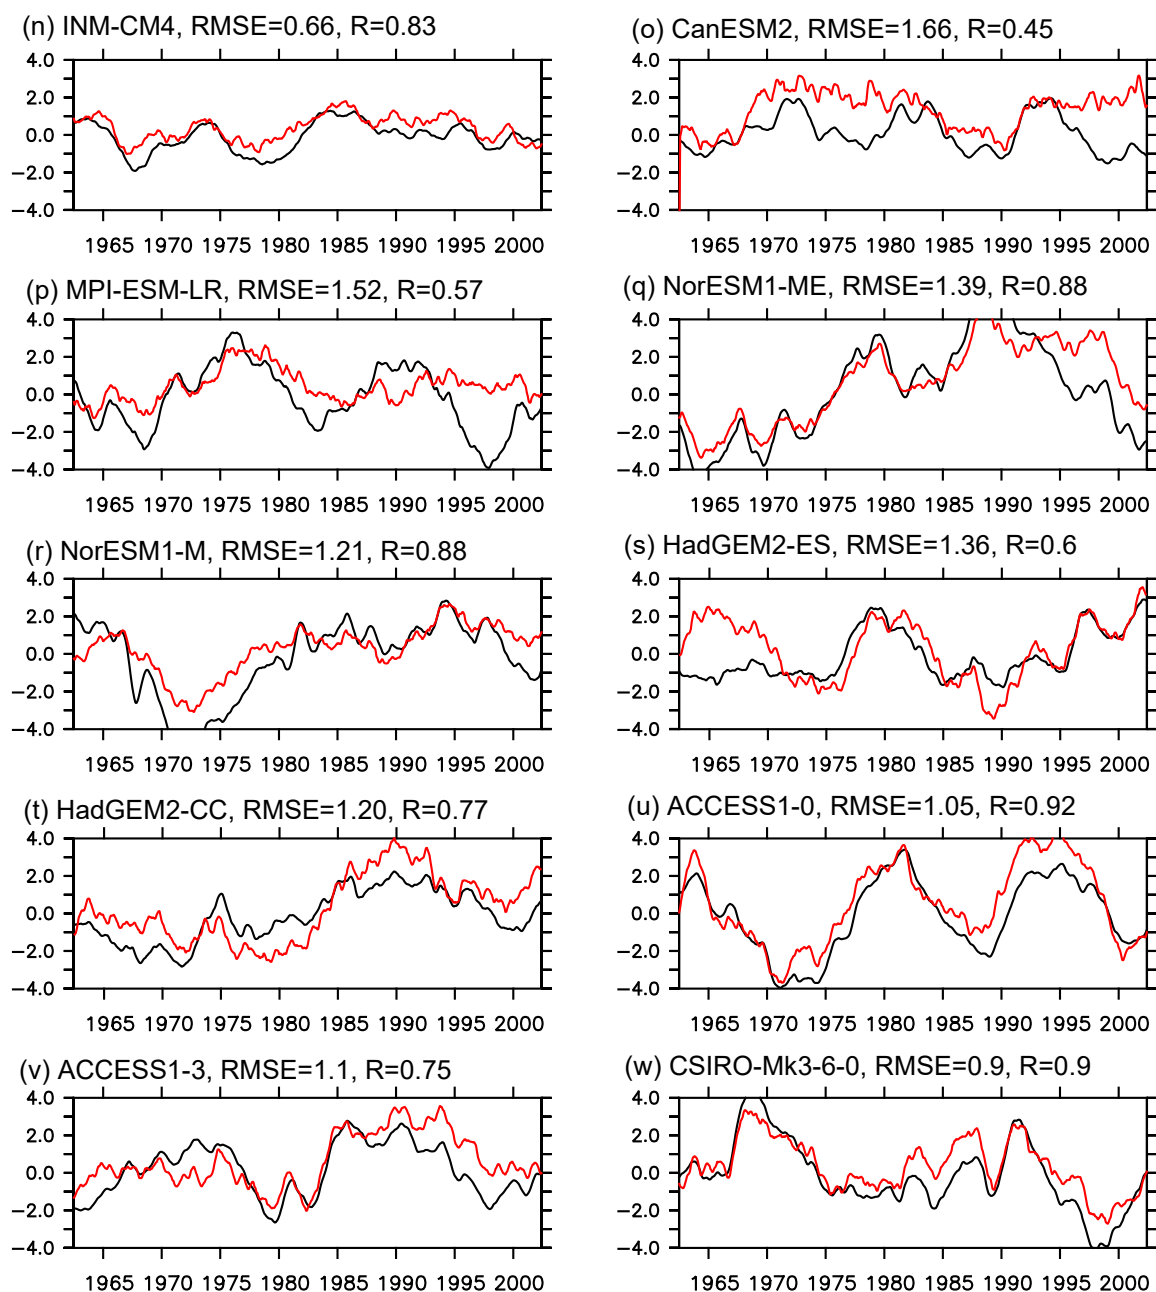 (n) INM-CM4, RMSE=0.66, R=0.83
4.0
2.0
0.0
−2.0
−4.0
1965 1970 1975 1980 1985 1990 1995 2000
(o) CanESM2, RMSE=1.66, R=0.45
4.0
2.0
0.0
−2.0
−4.0
1965 1970 1975 1980 1985 1990 1995 2000
(p) MPI-ESM-LR, RMSE=1.52, R=0.57
4.0
2.0
0.0
−2.0
−4.0
1965 1970 1975 1980 1985 1990 1995 2000
(q) NorESM1-ME, RMSE=1.39, R=0.88
4.0
2.0
0.0
−2.0
−4.0
1965 1970 1975 1980 1985 1990 1995 2000
(r) NorESM1-M, RMSE=1.21, R=0.88
4.0
2.0
0.0
−2.0
−4.0
1965 1970 1975 1980 1985 1990 1995 2000
(s) HadGEM2-ES, RMSE=1.36, R=0.6
4.0
2.0
0.0
−2.0
−4.0
1965 1970 1975 1980 1985 1990 1995 2000
(t) HadGEM2-CC, RMSE=1.20, R=0.77
4.0
2.0
0.0
−2.0
−4.0
1965 1970 1975 1980 1985 1990 1995 2000
(u) ACCESS1-0, RMSE=1.05, R=0.92
4.0
2.0
0.0
−2.0
−4.0
1965 1970 1975 1980 1985 1990 1995 2000
(v) ACCESS1-3, RMSE=1.1, R=0.75
4.0
2.0
0.0
−2.0
−4.0
1965 1970 1975 1980 1985 1990 1995 2000
(w) CSIRO-Mk3-6-0, RMSE=0.9, R=0.9
4.0
2.0
0.0
−2.0
−4.0
1965 1970 1975 1980 1985 1990 1995 2000